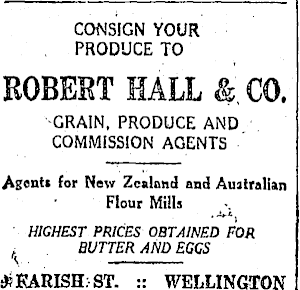 CONSIGN YOUR
PRODUCE TO
ROBERT HALL & CO.
GRAIN, PRODUCE AND
COMMISSION AGENTS
Agents for New Zealand and Australian
Flour Mills
HIGHEST PRICES OBTAINED FOR
BUTTER AND EGGS
FARISH ST. :: WELLINGTON